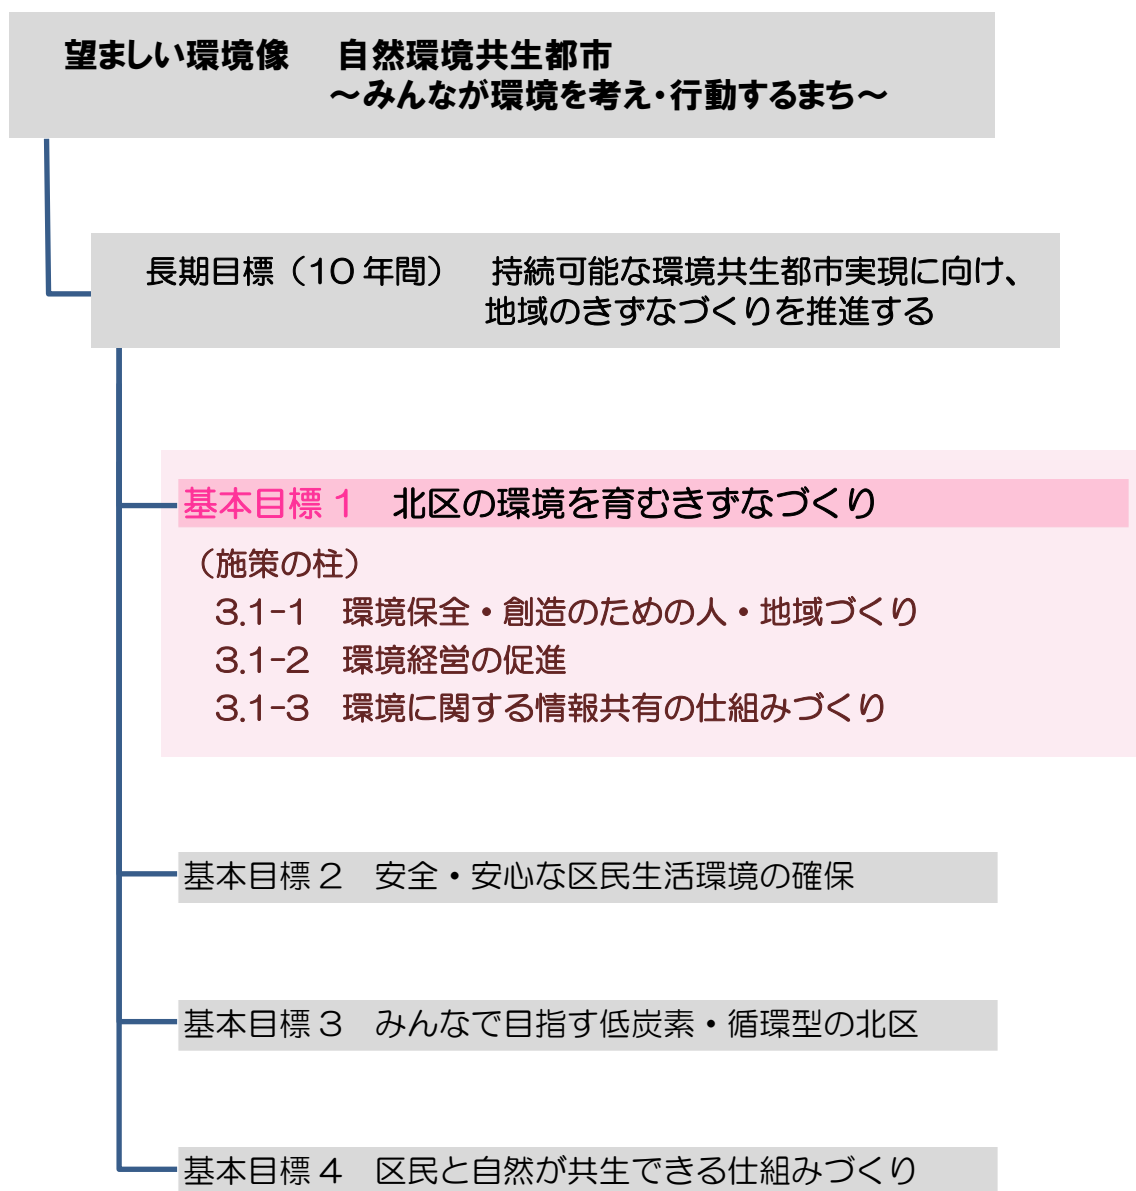 望ましい環境像　自然環境共生都市
～みんなが環境を考え・行動するまち～
長期目標（10年間）　持続可能な環境共生都市実現に向け、
地域のきずなづくりを推進する
基本目標1　北区の環境を育むきずなづくり
（施策の柱）
3.1-1　環境保全・創造のための人・地域づくり
3.1-2　環境経営の促進
3.1-3　環境に関する情報共有の仕組みづくり
基本目標2　安全・安心な区民生活環境の確保
基本目標3　みんなで目指す低炭素・循環型の北区
基本目標4　区民と自然が共生できる仕組みづくり